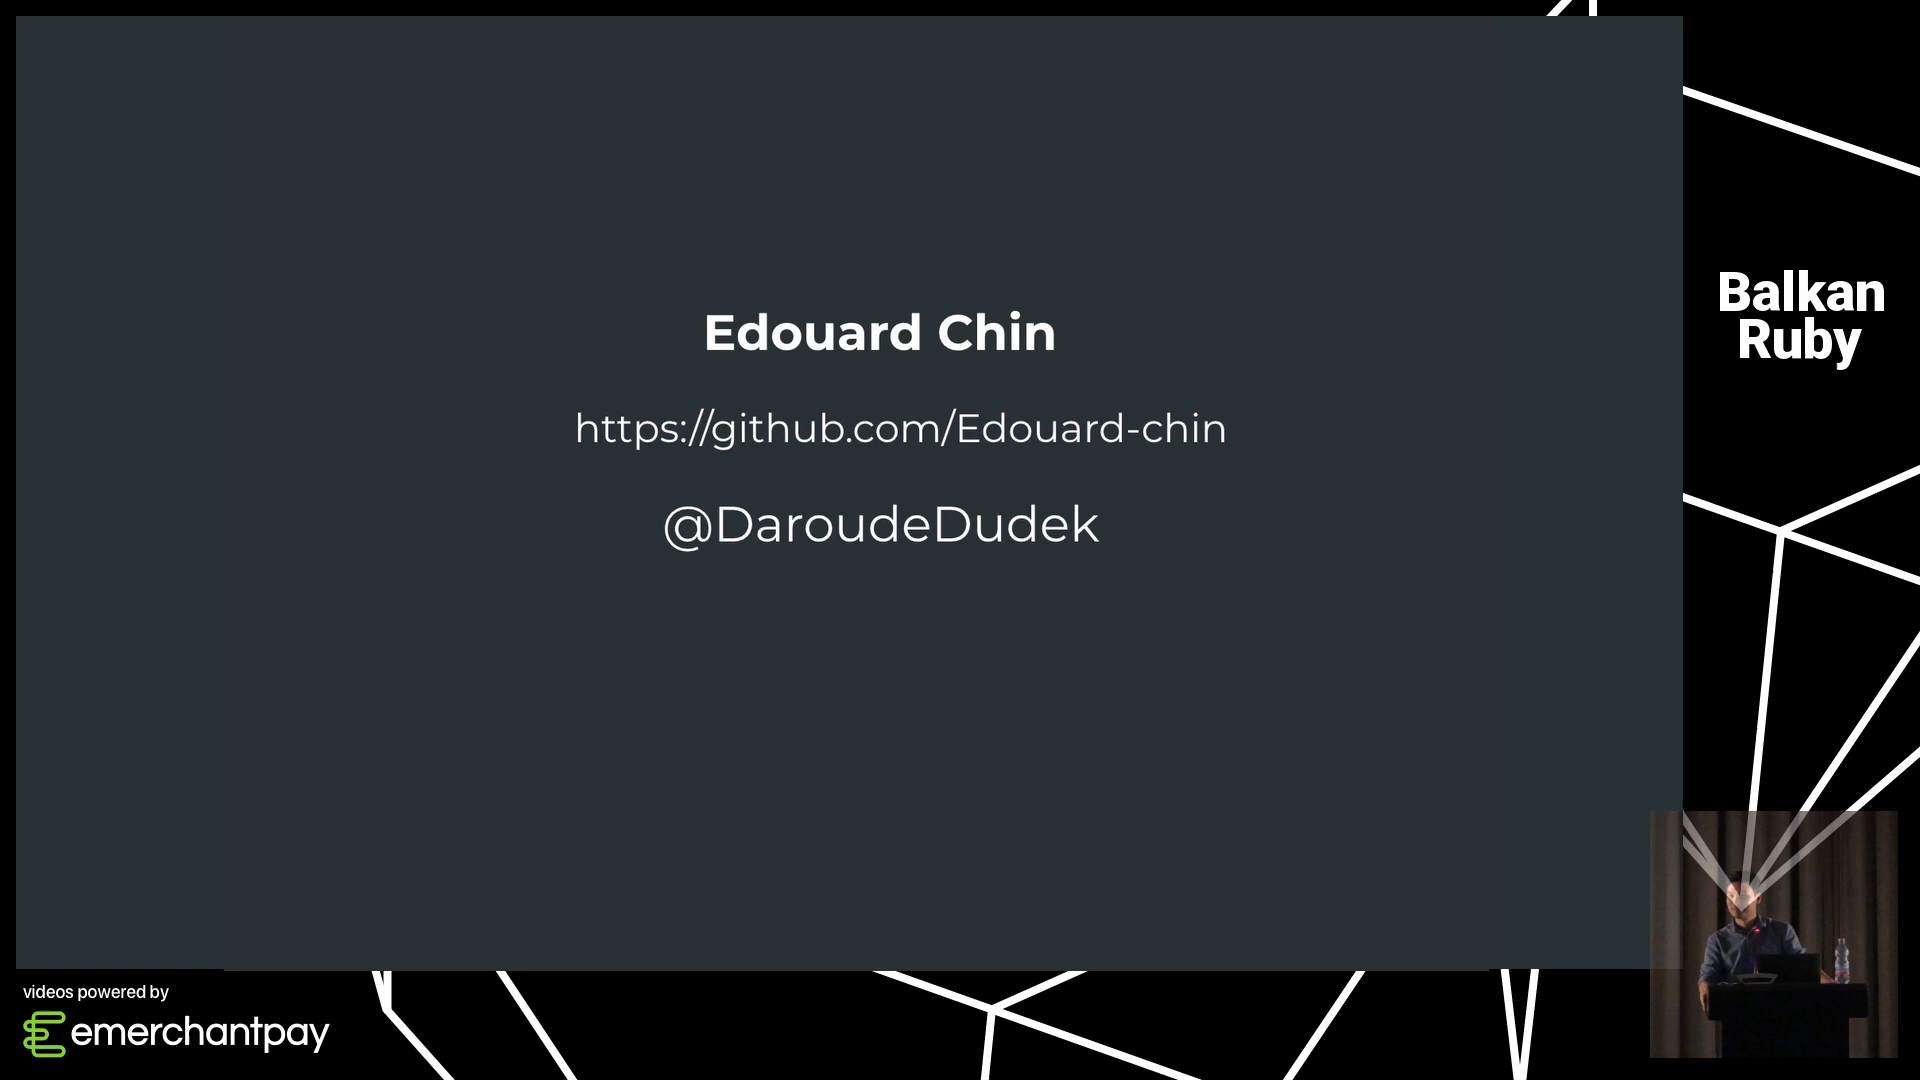 Edouard Chin
https://github.com/Edouard-chin
@DaroudeDudek
Balkan
Ruby
videos powered by
emerchantpay